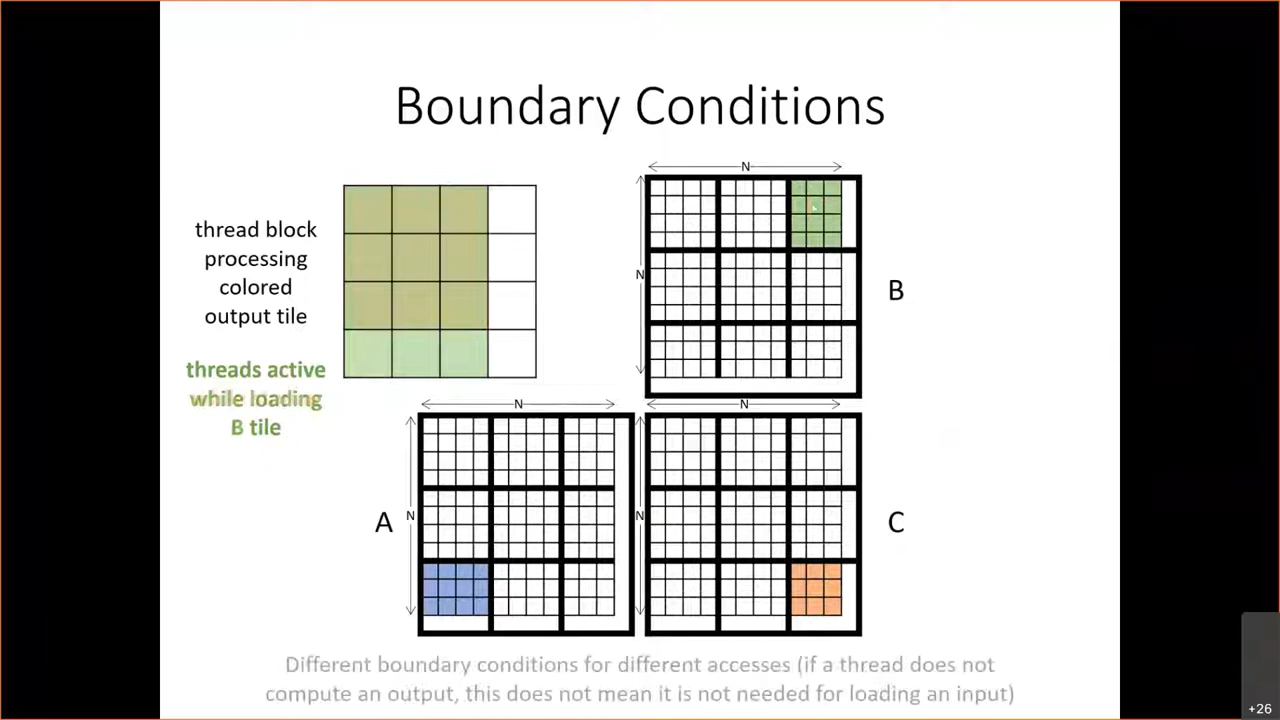 Boundary Conditions
thread block
processing
colored
output tile
threads active
while loading
B tile
N
N
B
N
N
A
N
N
C
Different boundary conditions for different accesses (if a thread does not
compute an output, this does not mean it is not needed for loading an input)
+26